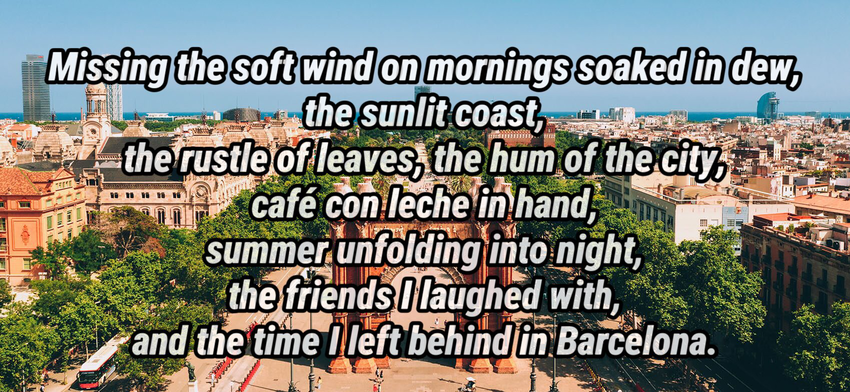 Missing the soft wind on mornings soaked in dew,
the sunlit coast,
the rustle of leaves, the hum of the city,
café con leche in hand,
summer unfolding into night,
the friends I laughed with,
and the time I left behind in Barcelona.